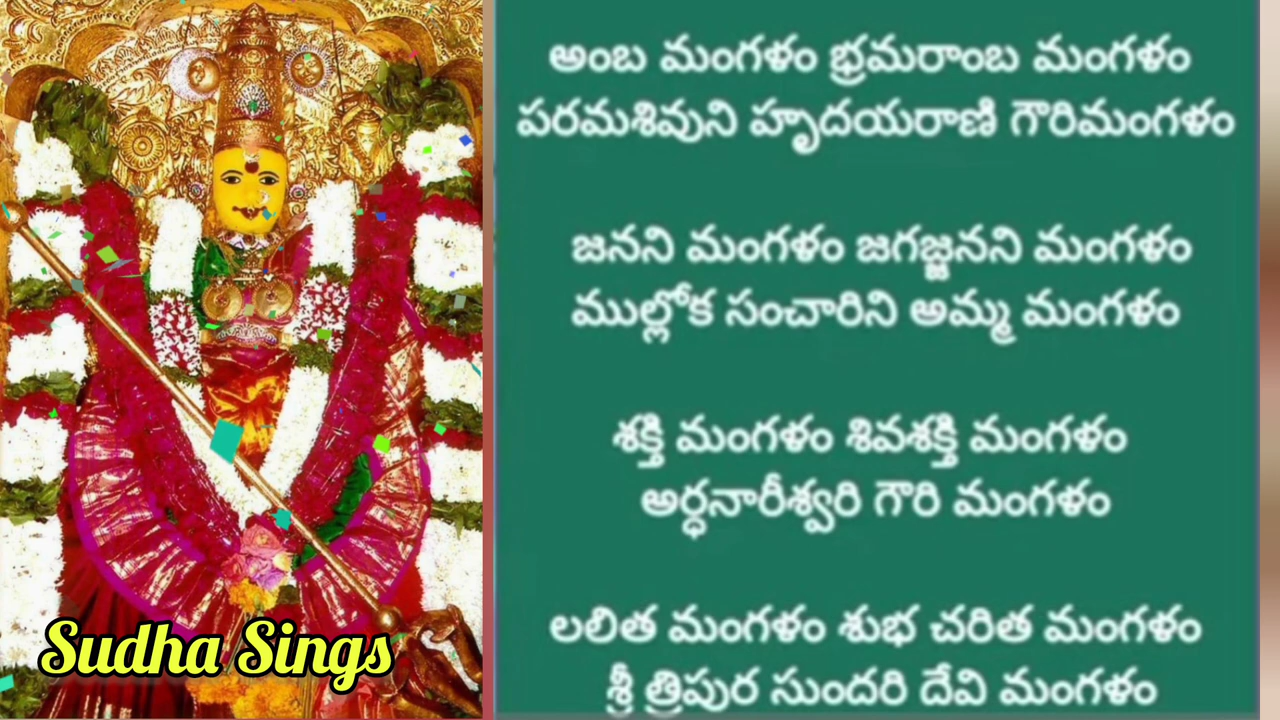 అంబ మంగళం భ్రమరాంబ మంగళం
పరమశివుని హృదయరాణి గౌరిమంగళం
జనని మంగళం జగజ్జనని మంగళం
ముల్లోక సంచారిని అమ్మ మంగళం
శక్తి మంగళం శివశక్తి మంగళం
అర్ధనారీశ్వరి గౌరి మంగళం
లలిత మంగళం శుభ చరిత మంగళం
శ్రీ త్రిపుర సుందరి దేవి మంగళం
Sudha Sings